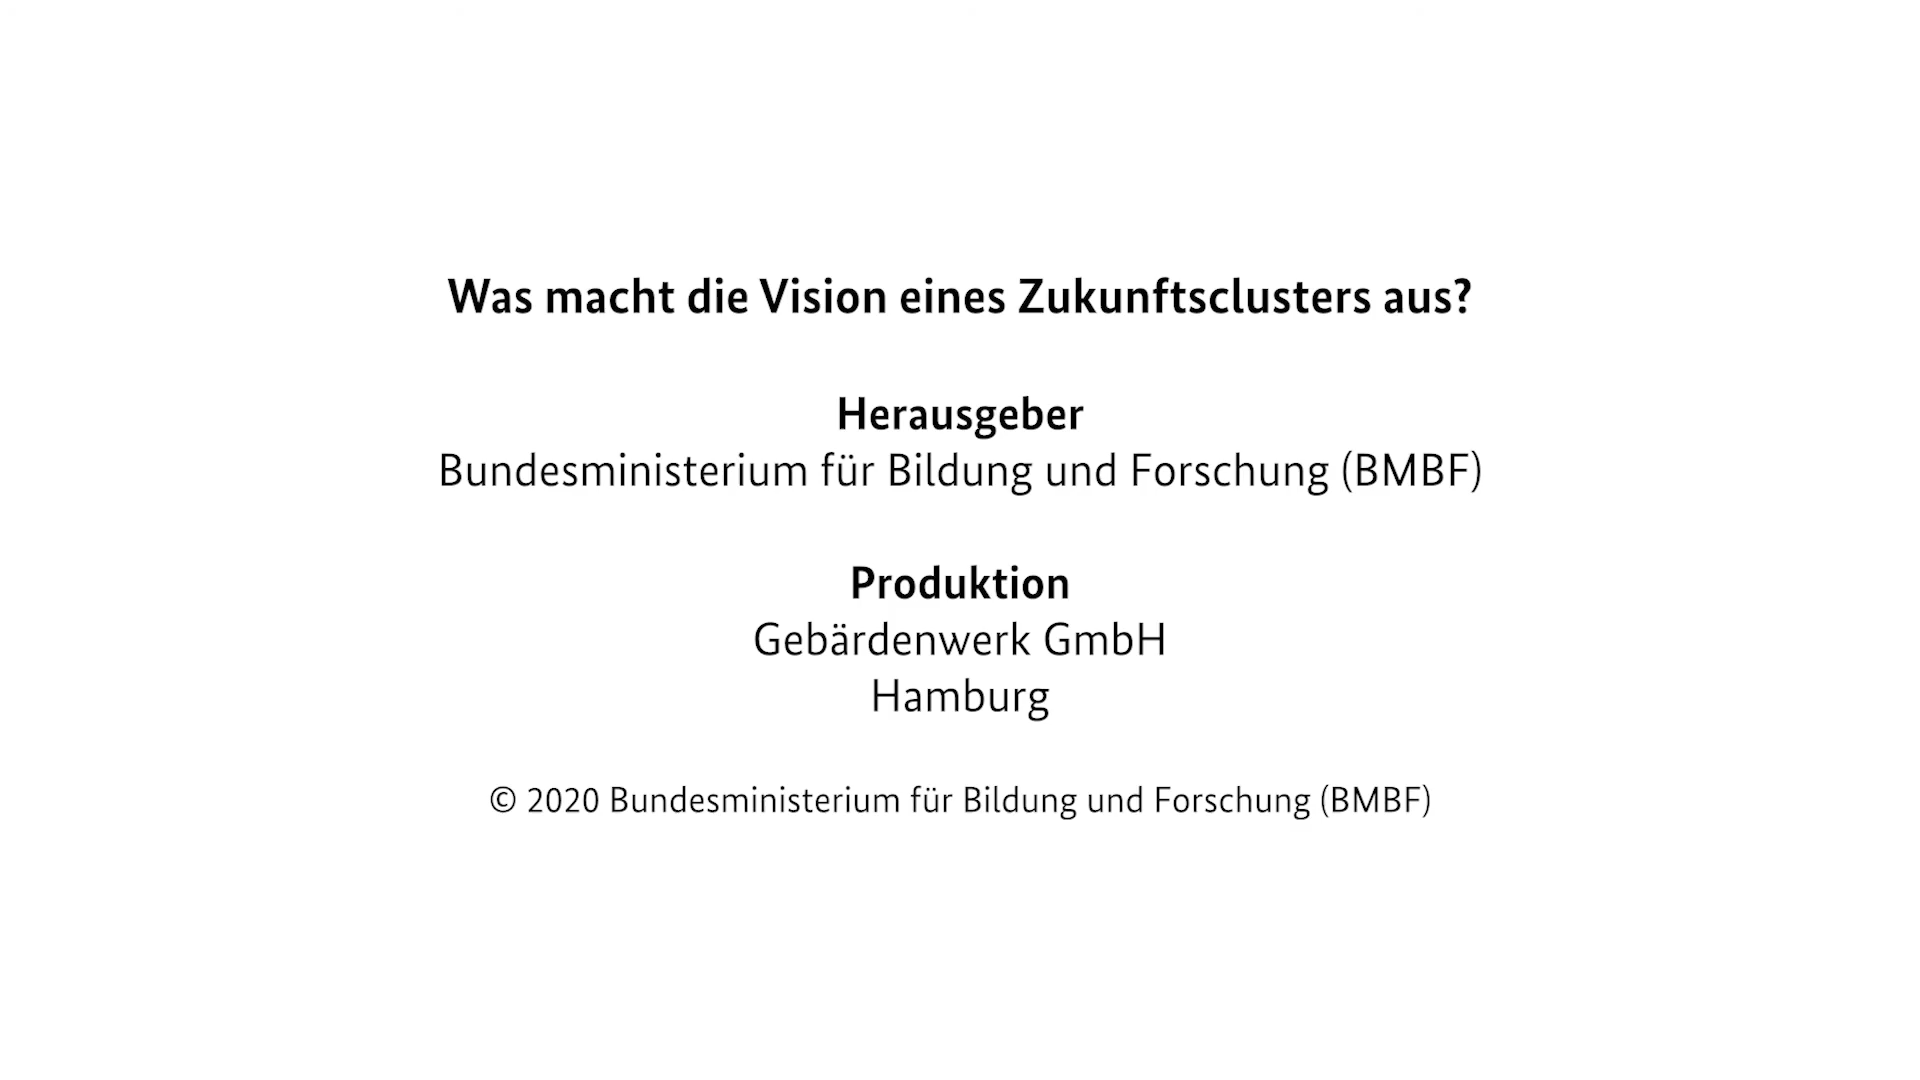 Was macht die Vision eines Zukunftsclusters aus?
Herausgeber
Bundesministerium für Bildung und Forschung (BMBF)
Produktion
Gebärdenwerk GmbH
Hamburg
© 2020 Bundesministerium für Bildung und Forschung (BMBF)